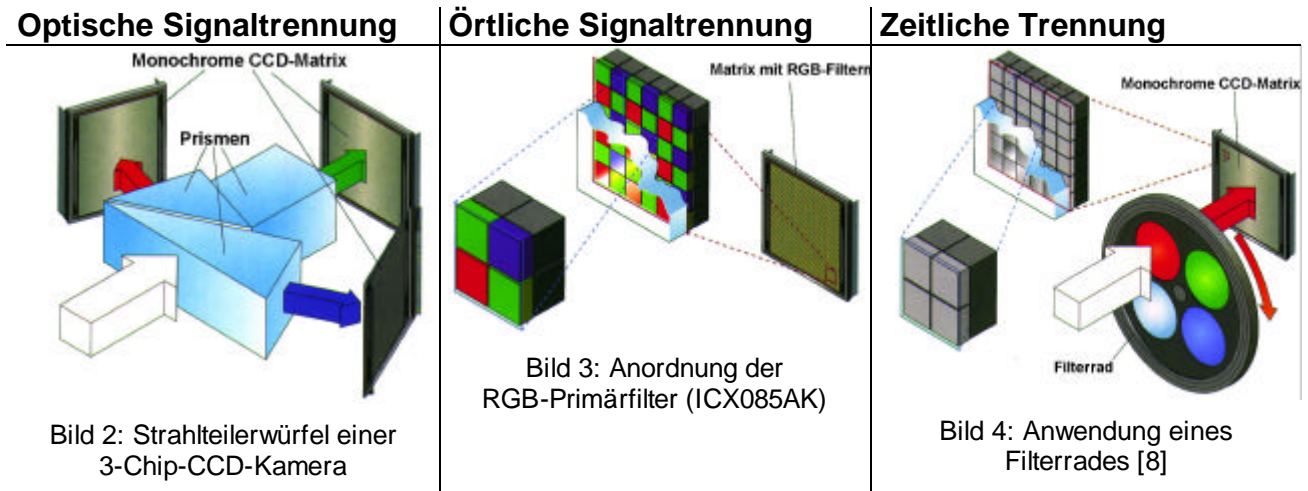 Optische Signaltrennung
Monochrome CCD-Matrix
Prismen
Bild 2: Strahlteilerwürfel einer
3-Chip-CCD-Kamera
Örtliche Signaltrennung
Matrix mit RGB-Filtern
Bild 3: Anordnung der
RGB-Primärfilter (ICX085AK)
Zeitliche Trennung
Monochrome CCD-Matrix
Filterrad
Bild 4: Anwendung eines
Filterrades [8]